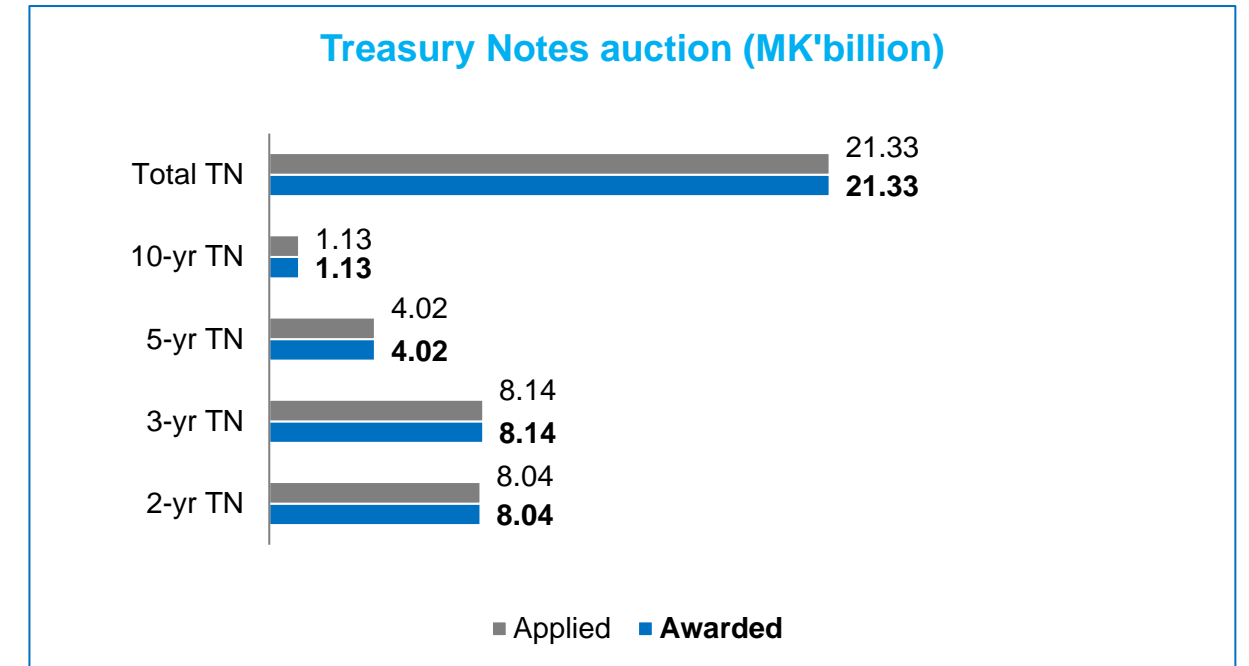 Treasury Notes auction (MK'billion)
Total TN
21.33
21.33
10-yr TN
1.13
1.13
5-yr TN
4.02
4.02
3-yr TN
8.14
8.14
2-yr TN
8.04
8.04
Applied Awarded